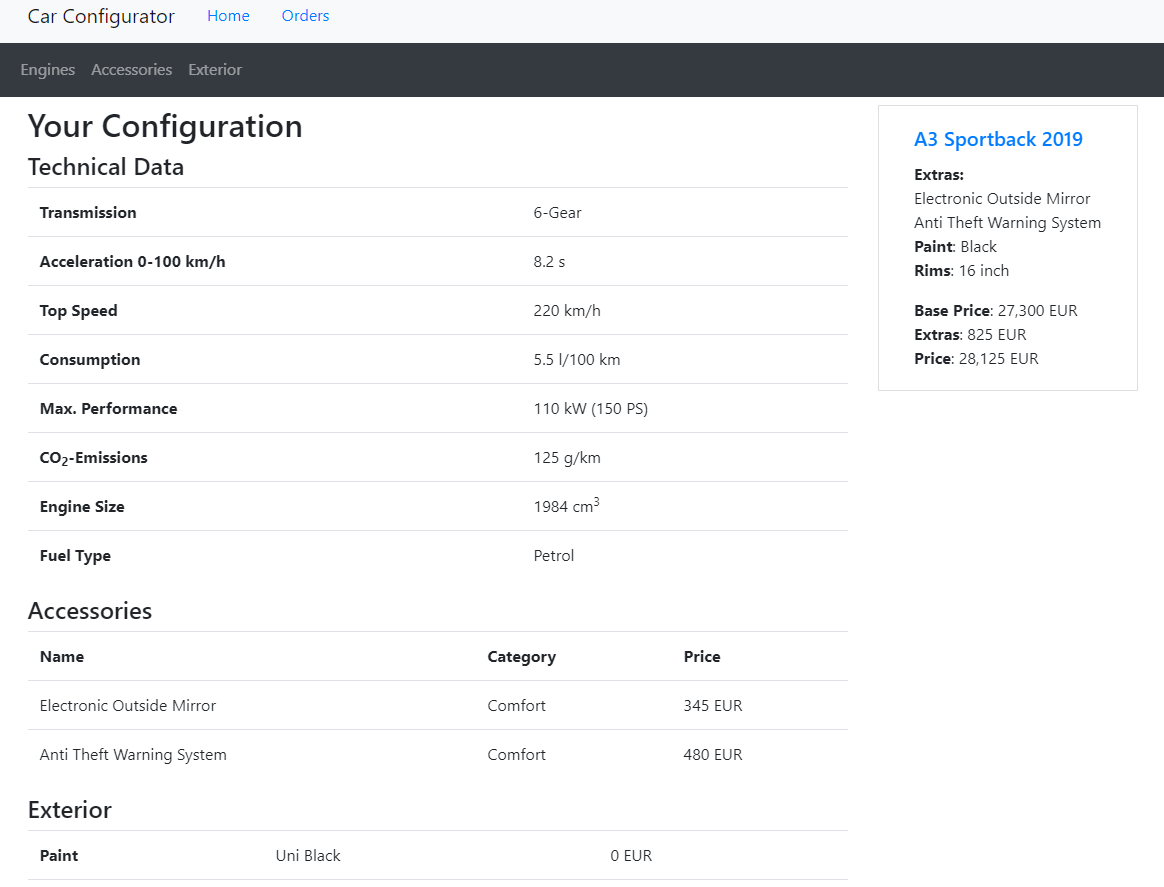 Car Configurator Home Orders
Engines Accessories Exterior
Your Configuration
Technical Data
Transmission 6-Gear
Acceleration 0-100 km/h 8.2 s
Top Speed 220 km/h
Consumption 5.5 l/100 km
Max. Performance 110 kW (150 PS)
CO₂-Emissions 125 g/km
Engine Size 1984 cm³
Fuel Type Petrol
Accessories
Name Category Price
Electronic Outside Mirror Comfort 345 EUR
Anti Theft Warning System Comfort 480 EUR
Exterior
Paint Uni Black 0 EUR
A3 Sportback 2019
Extras:
Electronic Outside Mirror
Anti Theft Warning System
Paint: Black
Rims: 16 inch
Base Price: 27,300 EUR
Extras: 825 EUR
Price: 28,125 EUR